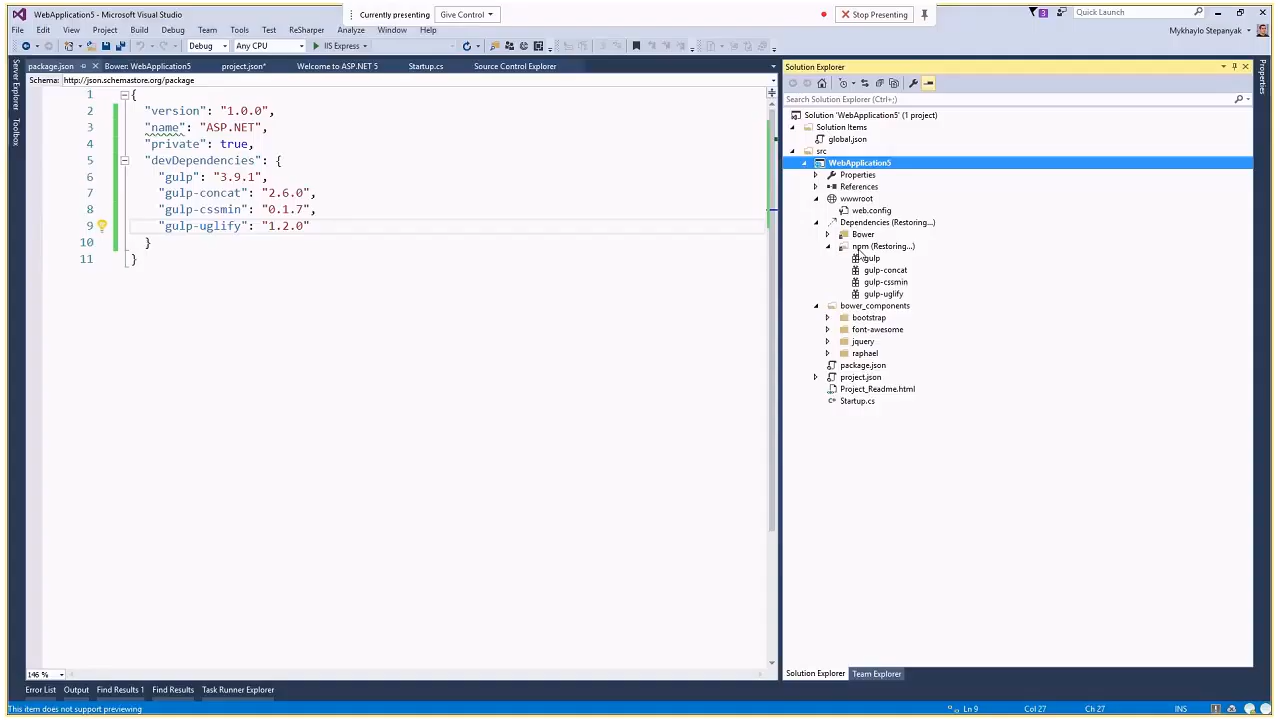 WebApplication5 - Microsoft Visual Studio
Currently presenting
Give Control
Stop Presenting
3
Quick Launch
File Edit View Project Build Debug Team Tools Test ReSharper Analyze Window Help
Mykhaylo Stepanyak
Debug
Any CPU
IIS Express
package.json
Bower: WebApplication5
project.json*
Welcome to ASP.NET 5
Startup.cs
Source Control Explorer
Schema: http://json.schemastore.org/package
1 {
2 "version": "1.0.0",
3 "name": "ASP.NET",
4 "private": true,
5 "devDependencies": {
6 "gulp": "3.9.1",
7 "gulp-concat": "2.6.0",
8 "gulp-cssmin": "0.1.7",
9 "gulp-uglify": "1.2.0"
10 }
11 }
Server Explorer
Toolbox
Solution Explorer
Search Solution Explorer (Ctrl+;)
Solution 'WebApplication5' (1 project)
Solution Items
global.json
src
WebApplication5
Properties
References
wwwroot
web.config
Dependencies (Restoring...)
Bower
npm (Restoring...)
gulp
gulp-concat
gulp-cssmin
gulp-uglify
bower_components
bootstrap
font-awesome
jquery
raphael
package.json
project.json
Project_Readme.html
C# Startup.cs
Properties
146 %
Solution Explorer
Team Explorer
Error List Output Find Results 1 Find Results Task Runner Explorer
This item does not support previewing
Ln 9 Col 27 Ch 27 INS